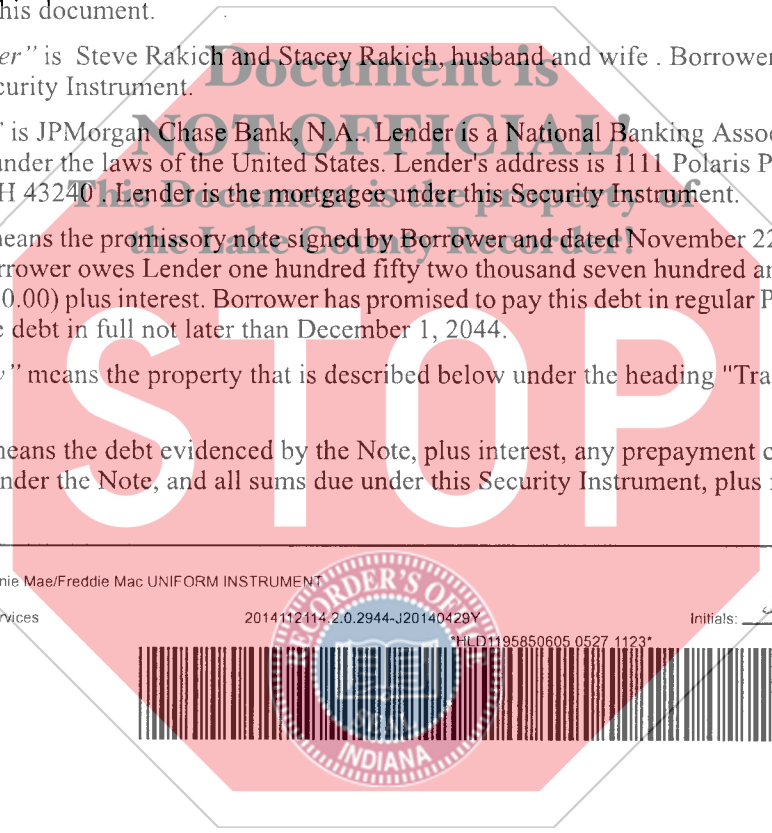 his document.
er" is Steve Rakich and Stacey Rakich, husband and wife . Borrower
curity Instrument.
" is JPMorgan Chase Bank, N.A.. Lender is a National Banking Assoc
under the laws of the United States. Lender's address is 1111 Polaris P
H 43240 . Lender is the mortgagee under this Security Instrument.
neans the promissory note signed by Borrower and dated November 22
rrower owes Lender one hundred fifty two thousand seven hundred an
0.00) plus interest. Borrower has promised to pay this debt in regular P
e debt in full not later than December 1, 2044.
y" means the property that is described below under the heading "Tra
neans the debt evidenced by the Note, plus interest, any prepayment c
nder the Note, and all sums due under this Security Instrument, plus
Document is
NOT OFFICIAL!
This Document is the property of
the Lake County Recorder!
STOP
nie Mae/Freddie Mac UNIFORM INSTRUMENT
rvices 2014112114.2.0.2944-J20140429Y Initials:
*HLD1195850605 0527 1123*
RECORDER'S OFFICE
SEAL
INDIANA